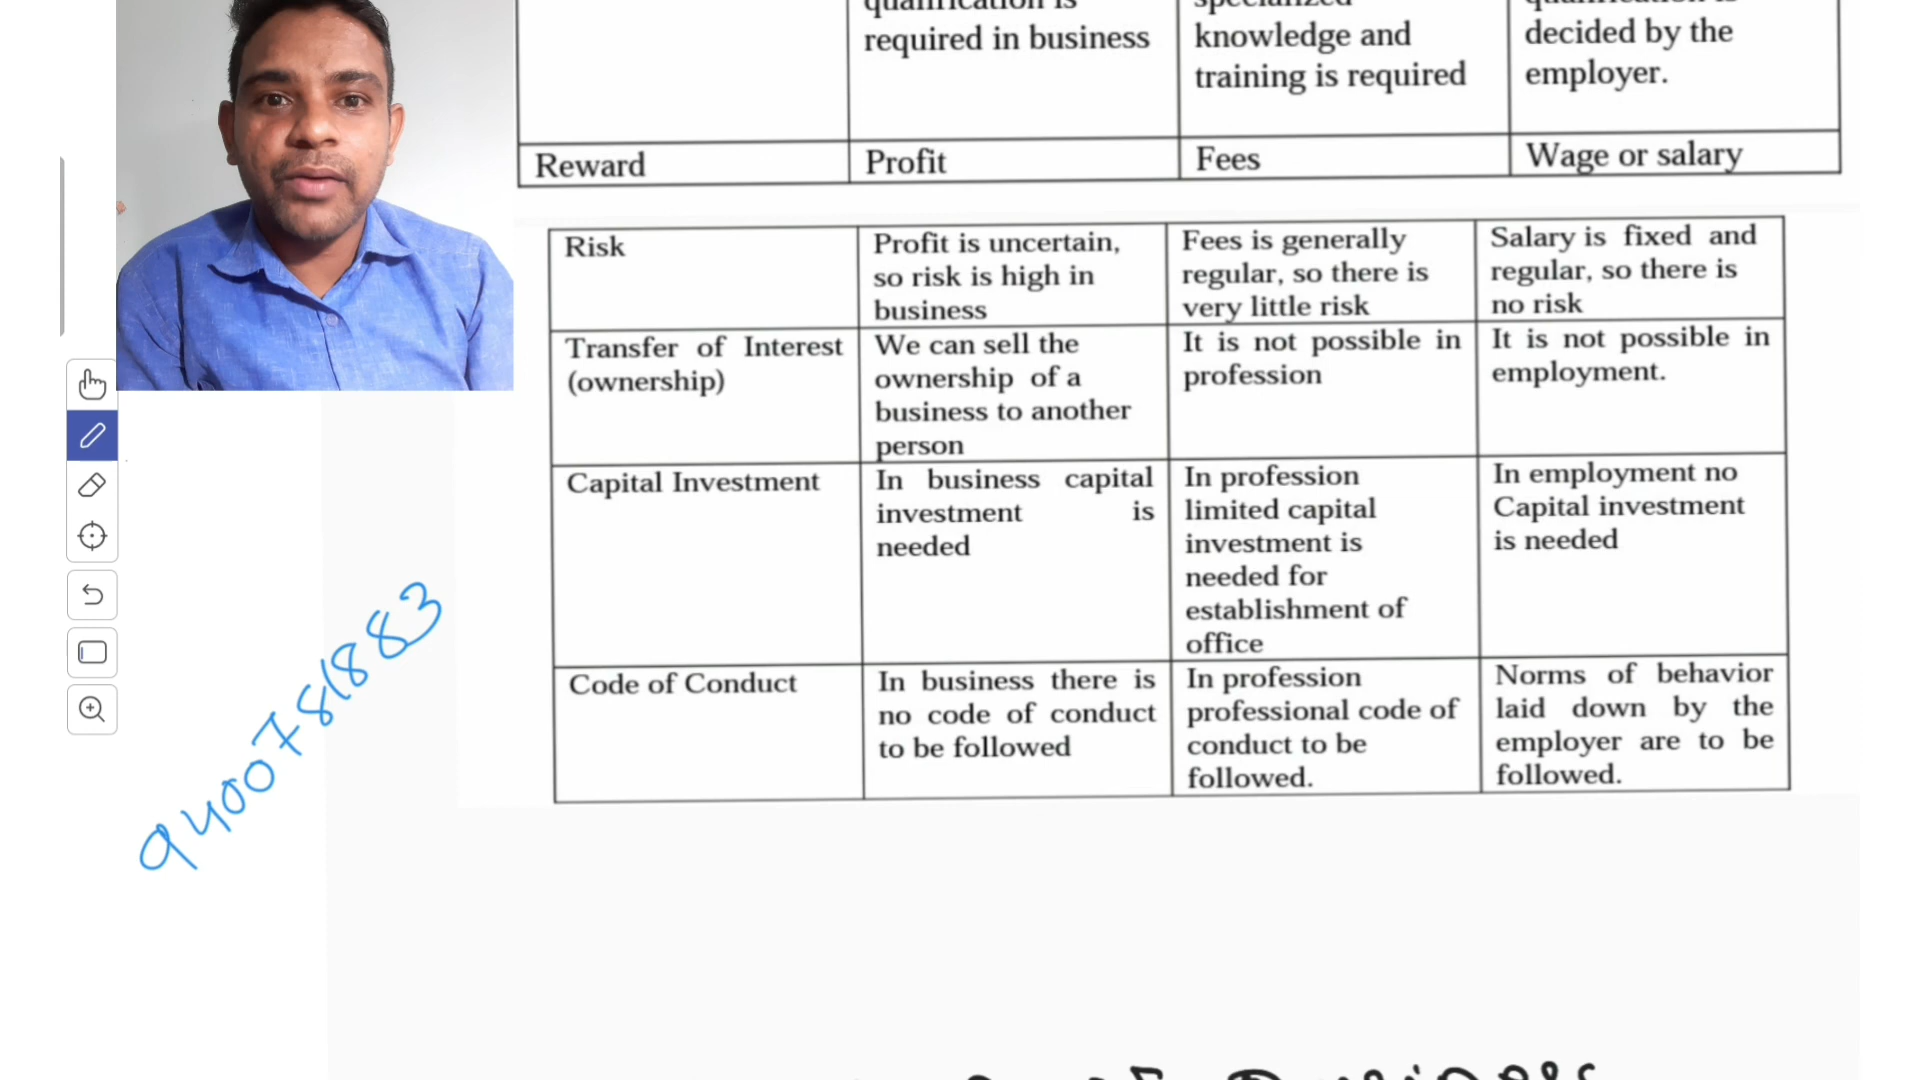 required in business
knowledge and
training is required
decided by the
employer.
Reward
Profit
Fees
Wage or salary
Risk
Profit is uncertain,
so risk is high in
business
Fees is generally
regular, so there is
very little risk
Salary is fixed and
regular, so there is
no risk
Transfer of Interest
(ownership)
We can sell the
ownership of a
business to another
person
It is not possible in
profession
It is not possible in
employment.
Capital Investment
In business capital
investment is
needed
In profession
limited capital
investment is
needed for
establishment of
office
In employment no
Capital investment
is needed
Code of Conduct
In business there is
no code of conduct
to be followed
In profession
professional code of
conduct to be
followed.
Norms of behavior
laid down by the
employer are to be
followed.
9400781883